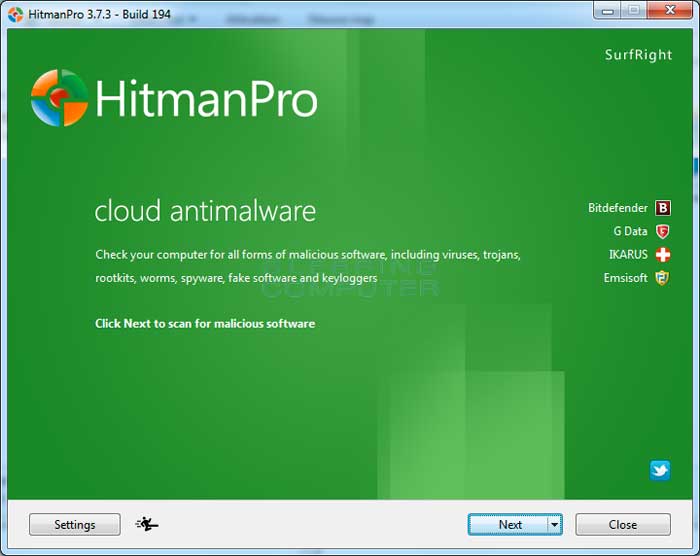 HitmanPro 3.7.3 - Build 194
SurfRight
HitmanPro
cloud antimalware
Check your computer for all forms of malicious software, including viruses, trojans,
rootkits, worms, spyware, fake software and keyloggers
BLEEPING
COMPUTER
Click Next to scan for malicious software
Bitdefender B
G Data
IKARUS
Emsisoft
Settings
Next
Close